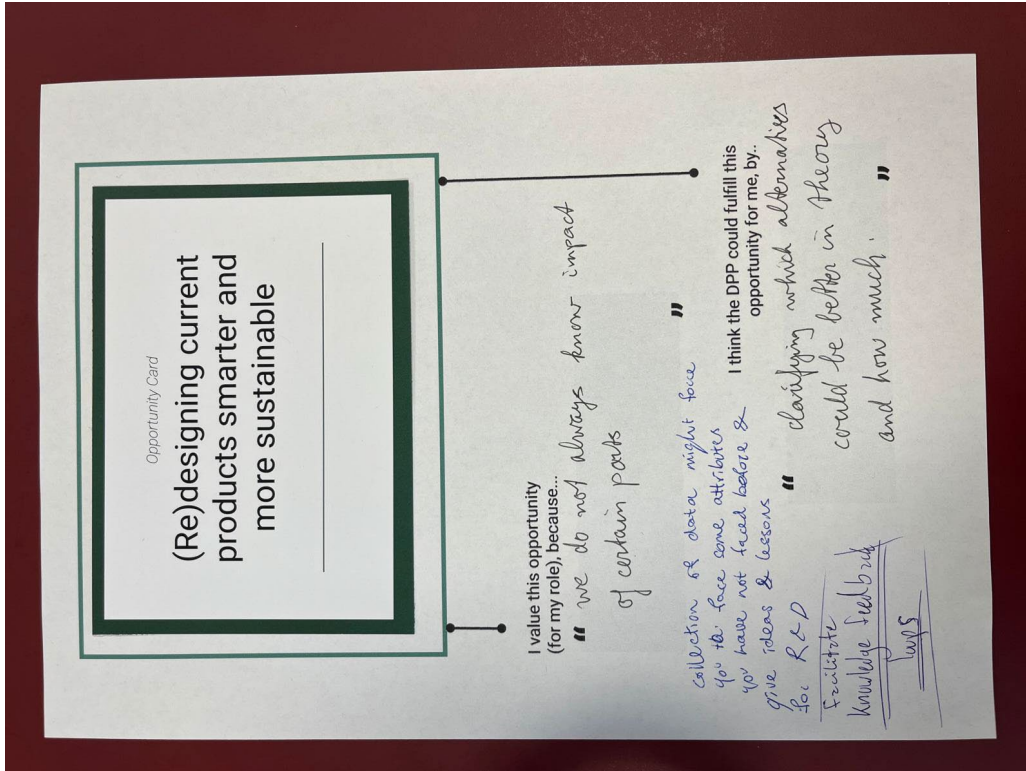 Opportunity Card
(Re)designing current
products smarter and
more sustainable
I value this opportunity
(for my role), because...
“ we do not always know impact
of certain parts
”
collection of data might force
you to face some attributes
you have not faced before &
give ideas & lessons
for R&D
Facilitate
knowledge feedback
loops
I think the DPP could fulfill this
opportunity for me, by..
“ clarifying which alternatives
could be better in theory
and how much.
”